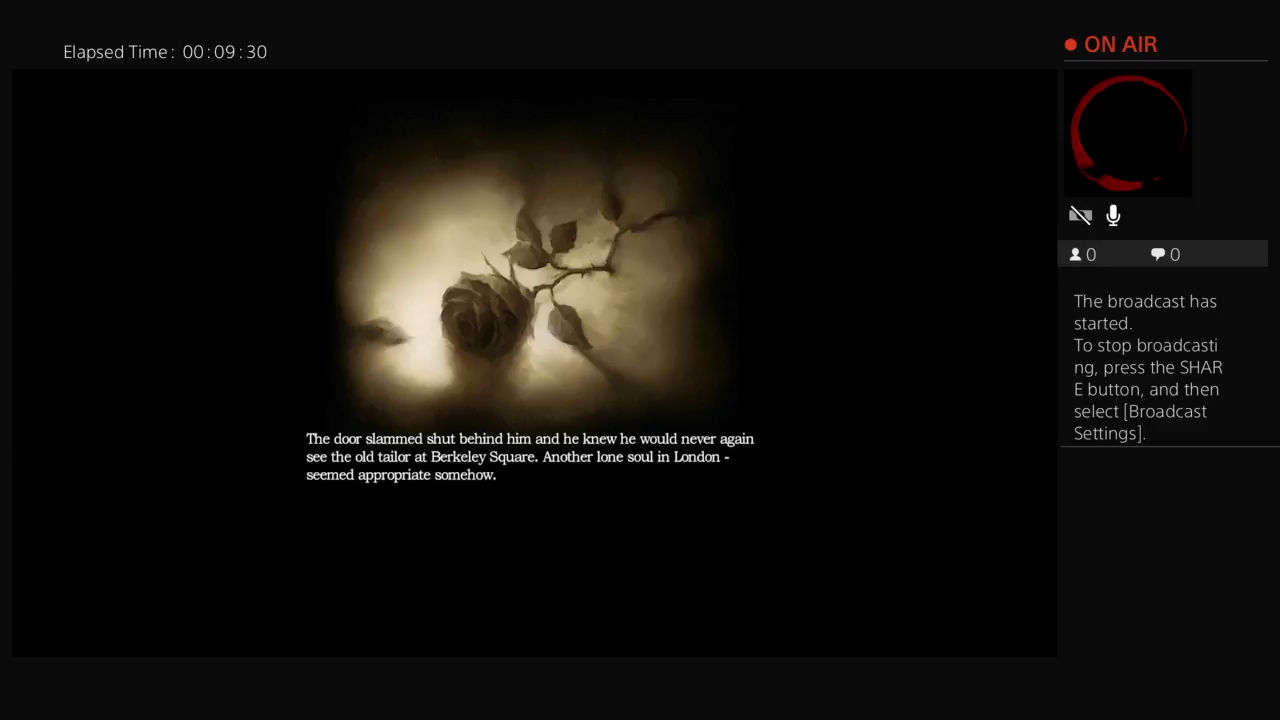 Elapsed Time: 00:09:30
ON AIR
0
0
The broadcast has
started.
To stop broadcasti
ng, press the SHAR
E button, and then
select [Broadcast
Settings].
The door slammed shut behind him and he knew he would never again
see the old tailor at Berkeley Square. Another lone soul in London -
seemed appropriate somehow.